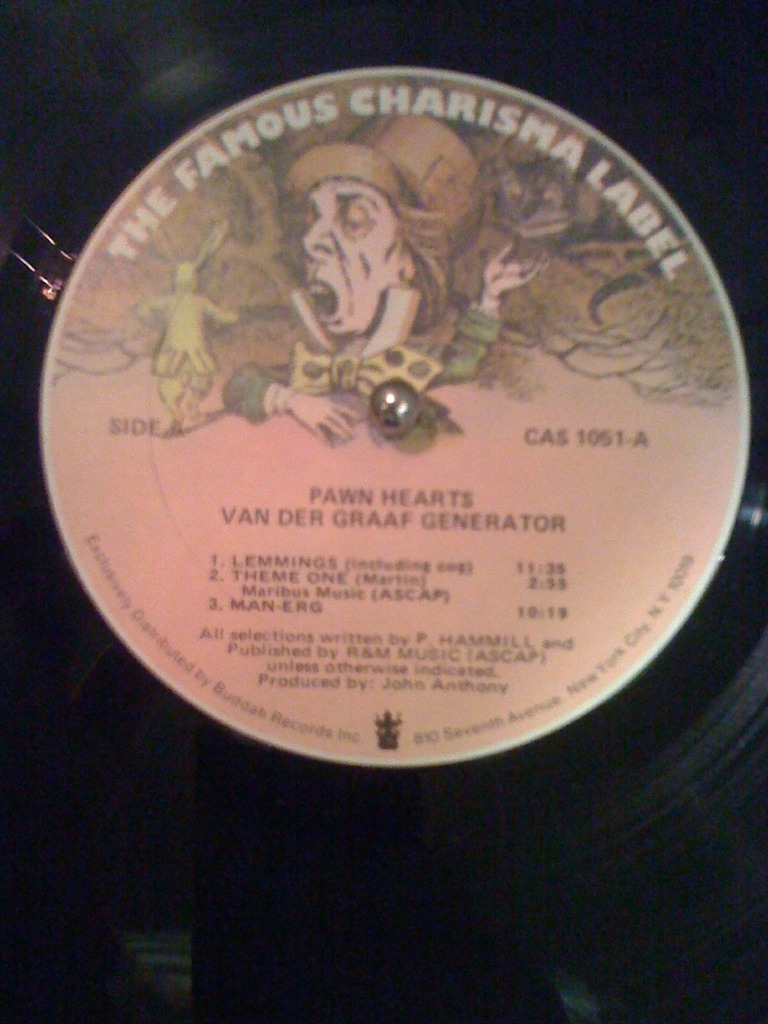 THE FAMOUS CHARISMA LABEL
SIDE A
CAS 1051-A
PAWN HEARTS
VAN DER GRAAF GENERATOR
1. LEMMINGS (including cog) 11:35
2. THEME ONE (Martin) 2:55
Maribus Music (ASCAP)
3. MAN-ERG 10:19
All selections written by P. HAMMILL and
Published by R&M MUSIC (ASCAP)
unless otherwise indicated.
Produced by: John Anthony
Exclusively Distributed by Buddah Records Inc. 810 Seventh Avenue, New York City, N.Y. 10019